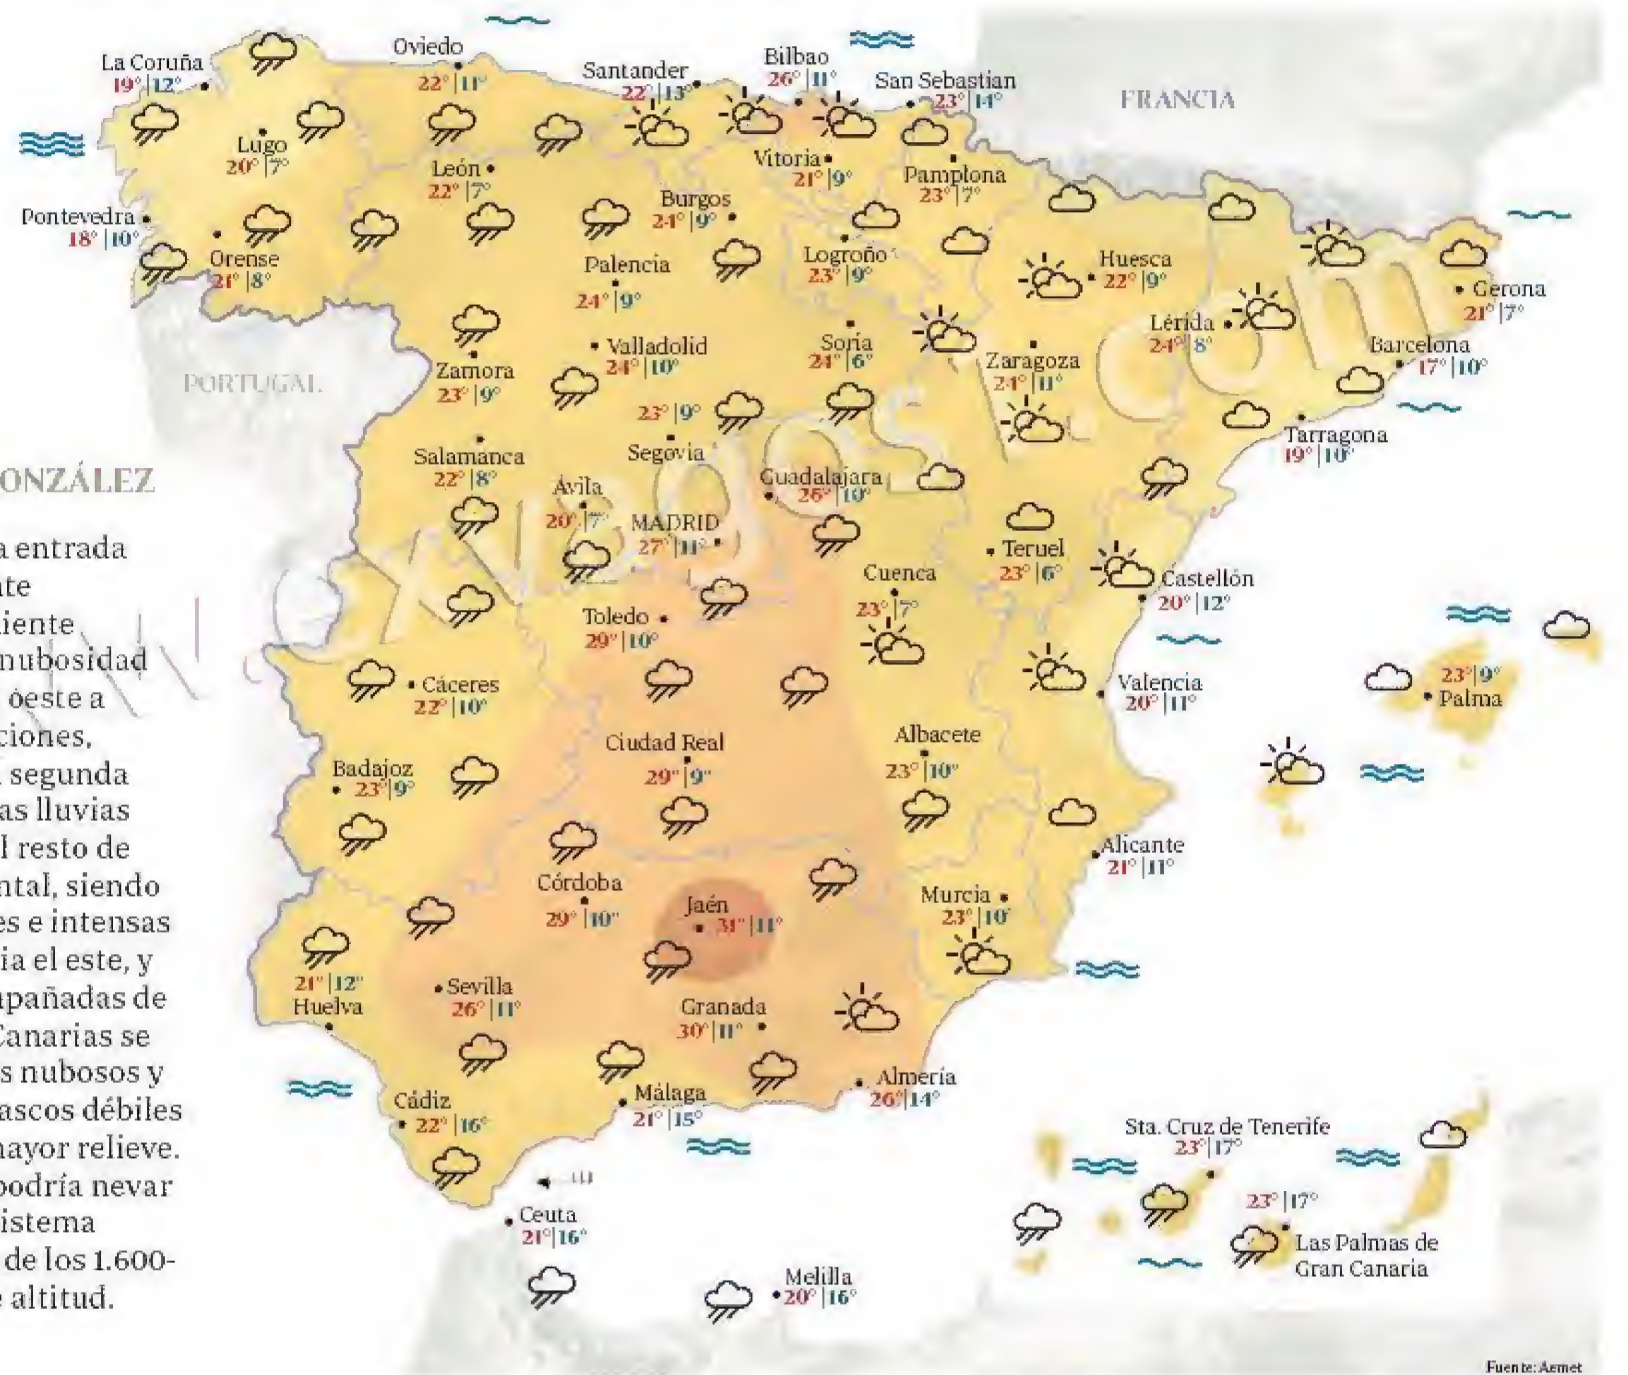 ONZÁLEZ
a entrada
nte
iente
nubosidad
oeste a
ciones,
segunda
as lluvias
l resto de
ntal, siendo
es e intensas
ia el este, y
mpañadas de
Canarias se
s nubosos y
ascos débiles
mayor relieve.
podría nevar
istema
de los 1.600-
e altitud.
La Coruña
19°|12°
Oviedo
22°|11°
Santander
22°|13°
Bilbao
26°|11°
San Sebastian
23°|14°
FRANCIA
Lugo
20°|7°
León
22°|7°
Vitoria
21°|9°
Pamplona
23°|7°
Pontevedra
18°|10°
Orense
21°|8°
Burgos
24°|9°
Palencia
24°|9°
Logroño
23°|9°
Huesca
22°|9°
Gerona
21°|7°
Lérida
24°|8°
Barcelona
17°|10°
PORTUGAL
Zamora
23°|9°
Valladolid
24°|10°
Soria
24°|6°
Zaragoza
24°|11°
23°|9°
Segovia
Tarragona
19°|10°
Salamanca
22°|8°
Ávila
20°|7°
MADRID
27°|11°
Guadalajara
26°|10°
Teruel
23°|6°
Cuenca
23°|7°
Castellón
20°|12°
Toledo
29°|10°
Cáceres
22°|10°
Valencia
20°|11°
23°|9°
Palma
Ciudad Real
29°|9°
Albacete
23°|10°
Badajoz
23°|9°
Alicante
21°|11°
Córdoba
29°|10°
Jaén
31°|11°
Murcia
23°|10°
21°|12°
Huelva
Sevilla
26°|11°
Granada
30°|11°
Almería
26°|14°
Cádiz
22°|16°
Málaga
21°|15°
Ceuta
21°|16°
Melilla
20°|16°
Sta. Cruz de Tenerife
23°|17°
23°|17°
Las Palmas de
Gran Canaria
Fuente: Aemet